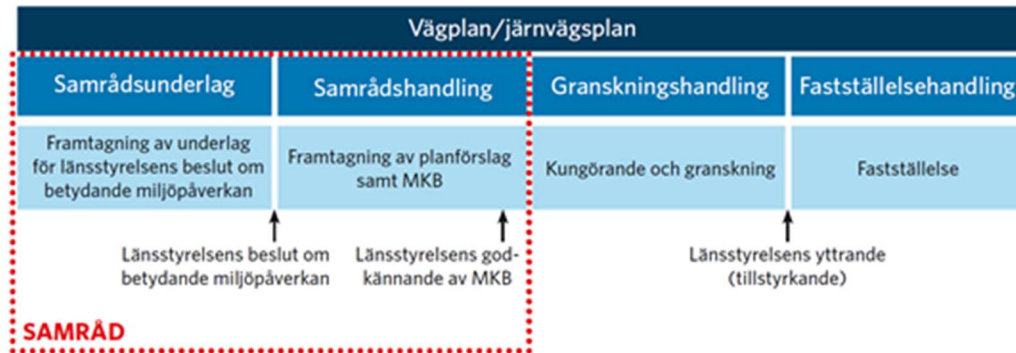 Vägplan/järnvägsplan
Samrådsunderlag
Samrådshandling
Granskningshandling
Fastställelsehandling
Framtagning av underlag
för länsstyrelsens beslut om
betydande miljöpåverkan
Framtagning av planförslag
samt MKB
Kungörande och granskning
Fastställelse
Länsstyrelsens beslut om
betydande miljöpåverkan
Länsstyrelsens god-
kännande av MKB
Länsstyrelsens yttrande
(tillstyrkande)
SAMRÅD